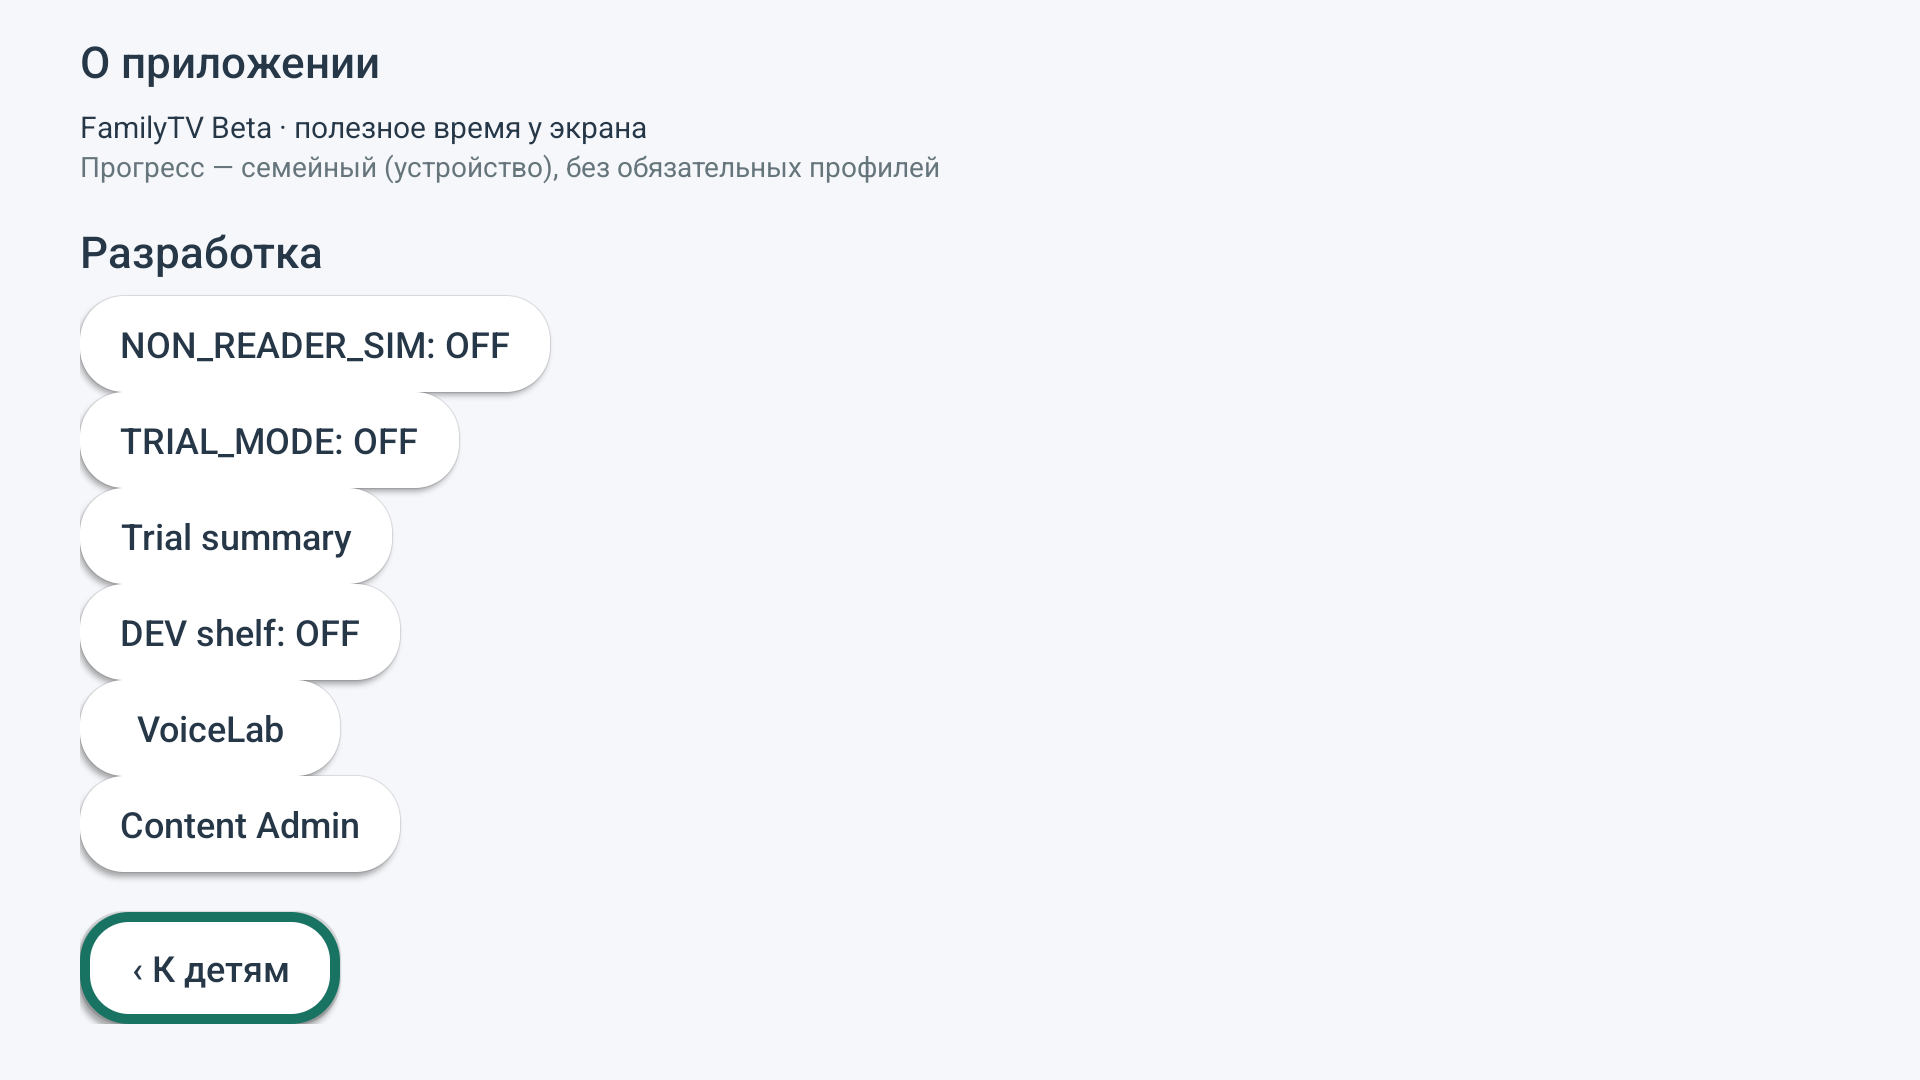 О приложении
FamilyTV Beta · полезное время у экрана
Прогресс — семейный (устройство), без обязательных профилей
Разработка
NON_READER_SIM: OFF
TRIAL_MODE: OFF
Trial summary
DEV shelf: OFF
VoiceLab
Content Admin
‹ К детям